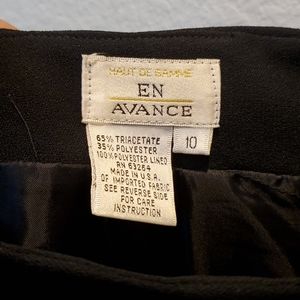 HAUT DE GAMME
EN
AVANCE
10
65% TRIACETATE
35% POLYESTER
100% POLYESTER LINED
RN 63254
MADE IN U.S.A.
OF IMPORTED FABRIC
SEE REVERSE SIDE
FOR CARE
INSTRUCTION